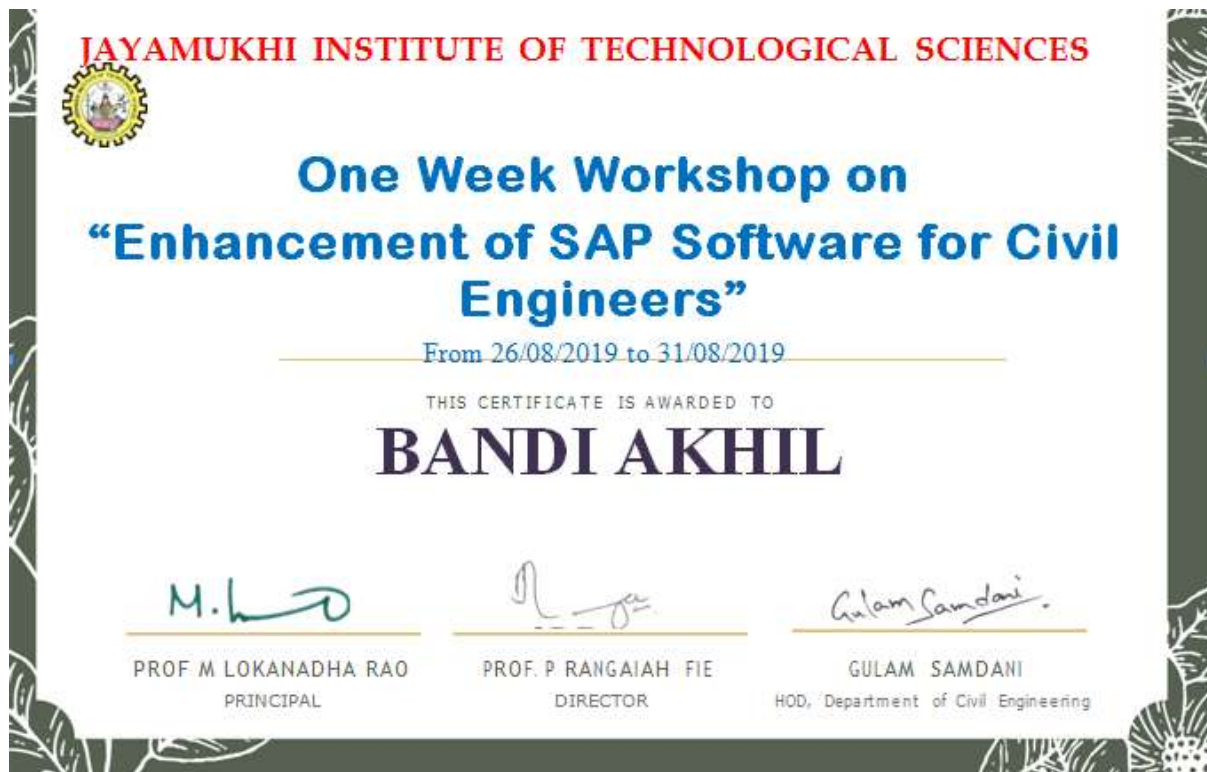 JAYAMUKHI INSTITUTE OF TECHNOLOGICAL SCIENCES
One Week Workshop on
“Enhancement of SAP Software for Civil
Engineers”
From 26/08/2019 to 31/08/2019
THIS CERTIFICATE IS AWARDED TO
BANDI AKHIL
M.
Gulam Samdani.
PROF M LOKANADHA RAO
PROF. P RANGAIAH FIE
GULAM SAMDANI
PRINCIPAL
DIRECTOR
HOD, Department of Civil Engineering